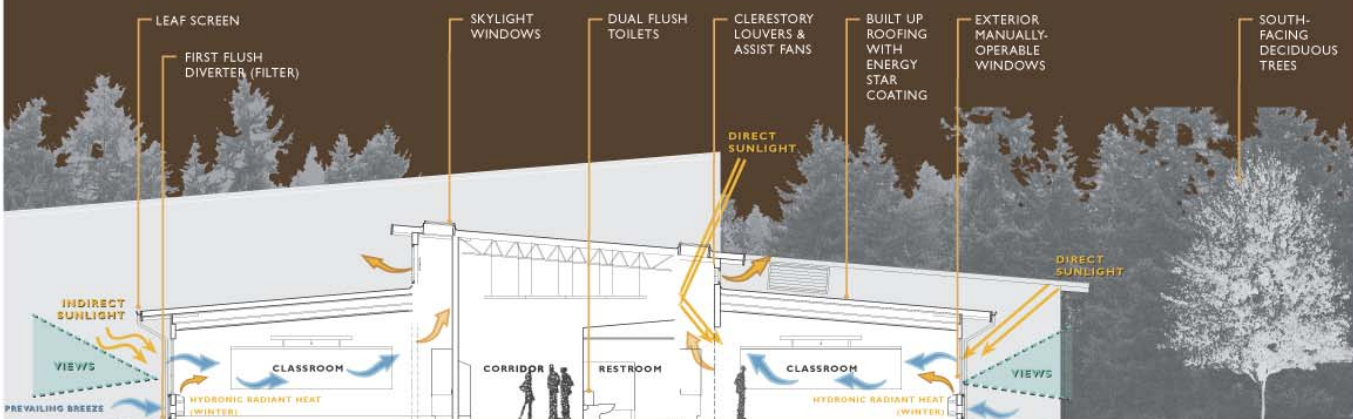 LEAF SCREEN
FIRST FLUSH
DIVERTER (FILTER)
SKYLIGHT
WINDOWS
DUAL FLUSH
TOILETS
CLERESTORY
LOUVERS &
ASSIST FANS
BUILT UP
ROOFING
WITH
ENERGY
STAR
COATING
EXTERIOR
MANUALLY-
OPERABLE
WINDOWS
SOUTH-
FACING
DECIDUOUS
TREES
DIRECT
SUNLIGHT
DIRECT
SUNLIGHT
INDIRECT
SUNLIGHT
VIEWS
CLASSROOM
CORRIDOR
RESTROOM
CLASSROOM
VIEWS
HYDRONIC RADIANT HEAT
(WINTER)
HYDRONIC RADIANT HEAT
(WINTER)
PREVAILING BREEZE